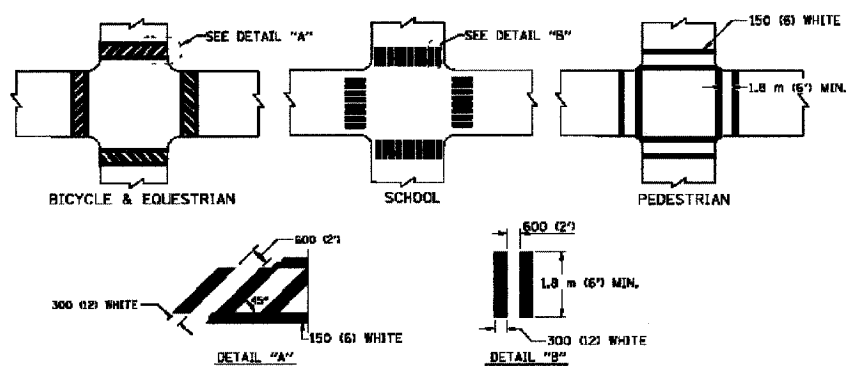 SEE DETAIL "A"
SEE DETAIL "B"
150 (6) WHITE
1.8 m (6") MIN.
BICYCLE & EQUESTRIAN
SCHOOL
PEDESTRIAN
600 (2")
300 (12) WHITE
45°
150 (6) WHITE
DETAIL "A"
600 (2")
1.8 m (6") MIN.
300 (12) WHITE
DETAIL "B"